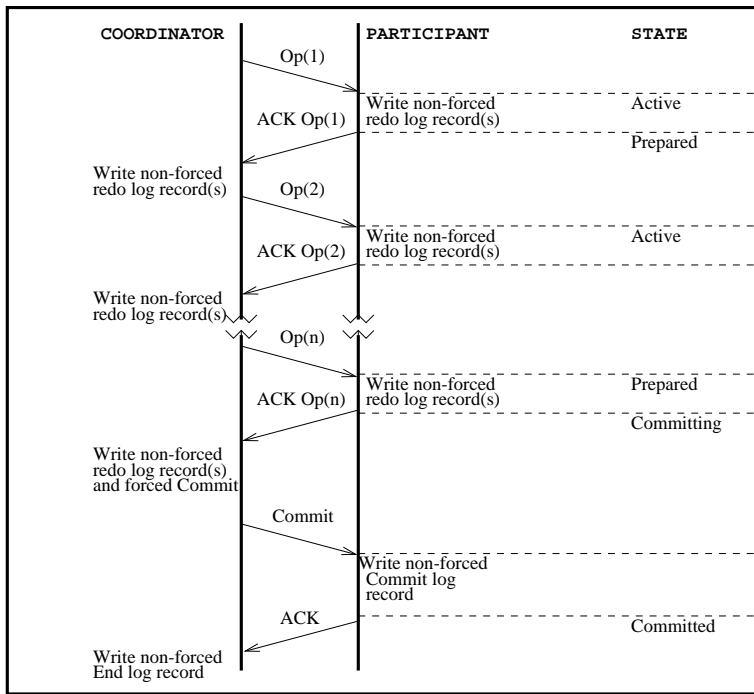 COORDINATOR PARTICIPANT STATE
Op(1)
Write non-forced Active
redo log record(s)
ACK Op(1)
Prepared
Write non-forced
redo log record(s)
Op(2)
Write non-forced Active
redo log record(s)
ACK Op(2)
Write non-forced
redo log record(s)
Op(n)
Write non-forced Prepared
redo log record(s)
ACK Op(n)
Committing
Write non-forced
redo log record(s)
and forced Commit
Commit
Write non-forced
Commit log
record
ACK
Committed
Write non-forced
End log record